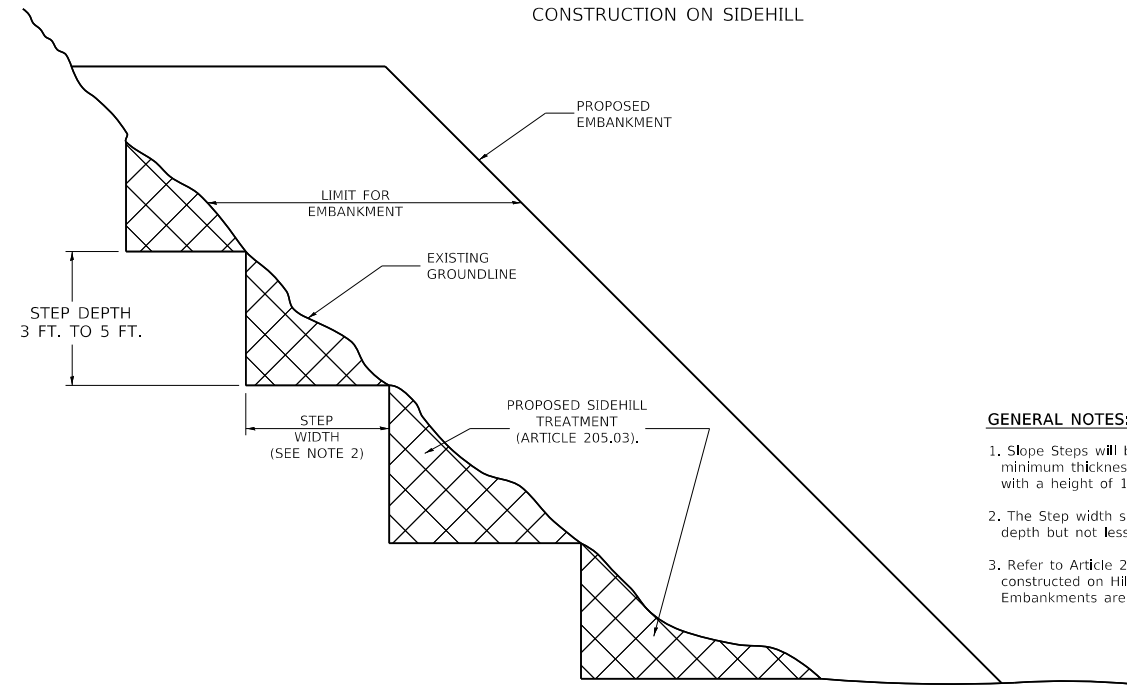 CONSTRUCTION ON SIDEHILL
PROPOSED
EMBANKMENT
LIMIT FOR
EMBANKMENT
EXISTING
GROUNDLINE
STEP DEPTH
3 FT. TO 5 FT.
STEP
WIDTH
(SEE NOTE 2)
PROPOSED SIDEHILL
TREATMENT
(ARTICLE 205.03).
GENERAL NOTES:
1. Slope Steps will
minimum
with a height of
2. The Step width
depth but not less
3. Refer to Article
constructed on
Embankments are